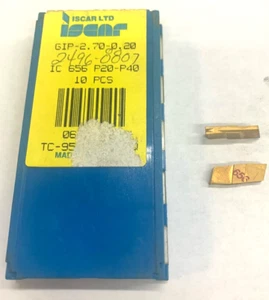 ISCAR LTD
iscar
GIP-2.70-0.20
2496-0807
IC 656 P20-P40
10 PCS
06
TC-95
MAD